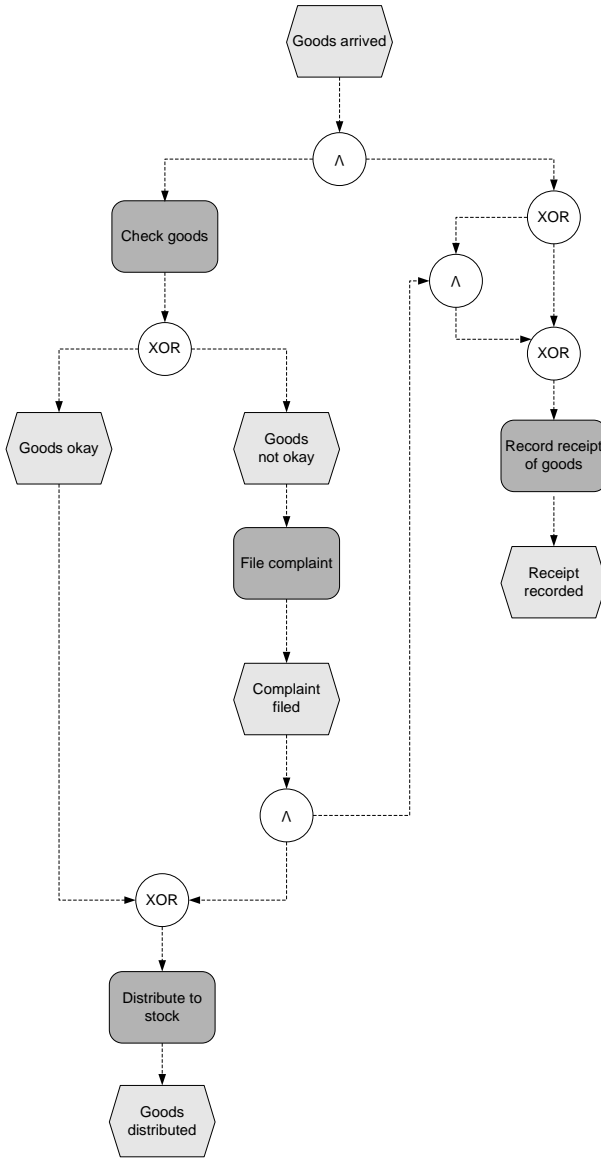 Goods arrived
Λ
XOR
Check goods
Λ
XOR
XOR
Goods okay
Goods
not okay
Record receipt
of goods
File complaint
Receipt
recorded
Complaint
filed
Λ
XOR
Distribute to
stock
Goods
distributed